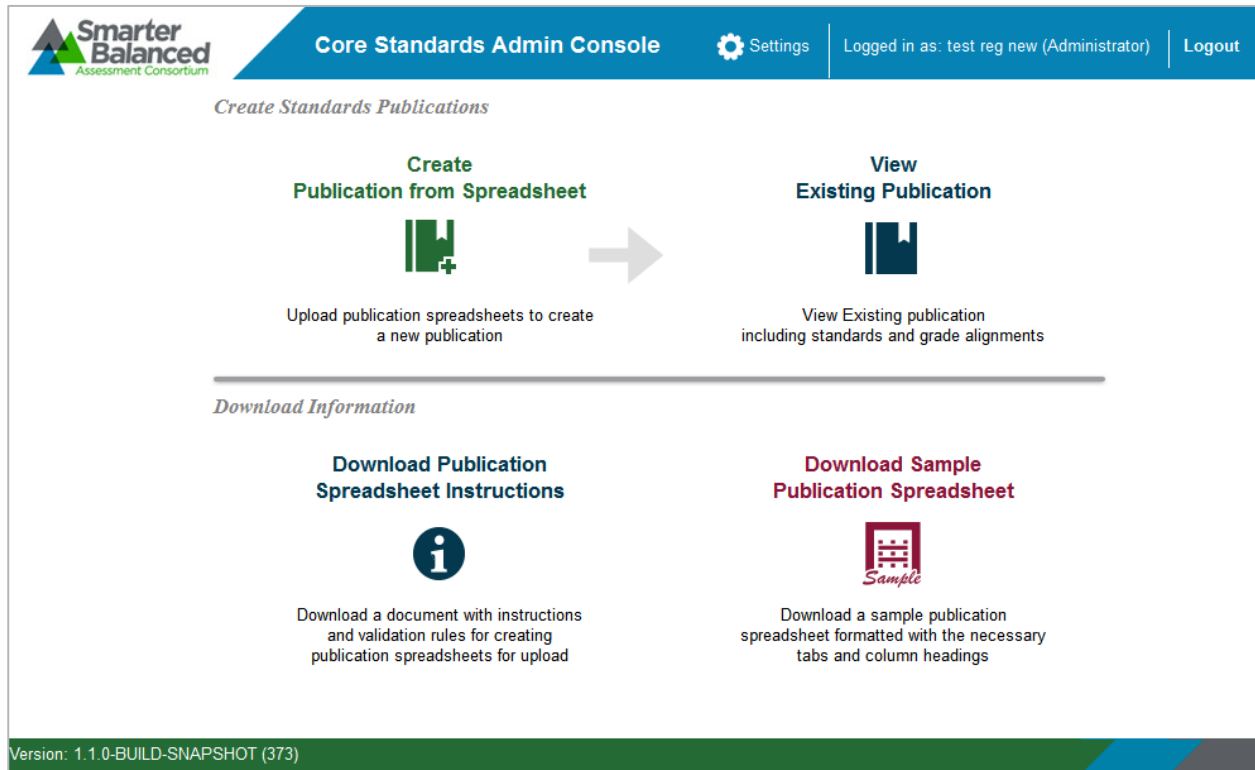 Smarter
Balanced
Assessment Consortium
Core Standards Admin Console
Settings
Logged in as: test reg new (Administrator)
Logout
Create Standards Publications
Create
Publication from Spreadsheet
Upload publication spreadsheets to create
a new publication
View
Existing Publication
View Existing publication
including standards and grade alignments
Download Information
Download Publication
Spreadsheet Instructions
Download a document with instructions
and validation rules for creating
publication spreadsheets for upload
Download Sample
Publication Spreadsheet
Sample
Download a sample publication
spreadsheet formatted with the necessary
tabs and column headings
Version: 1.1.0-BUILD-SNAPSHOT (373)